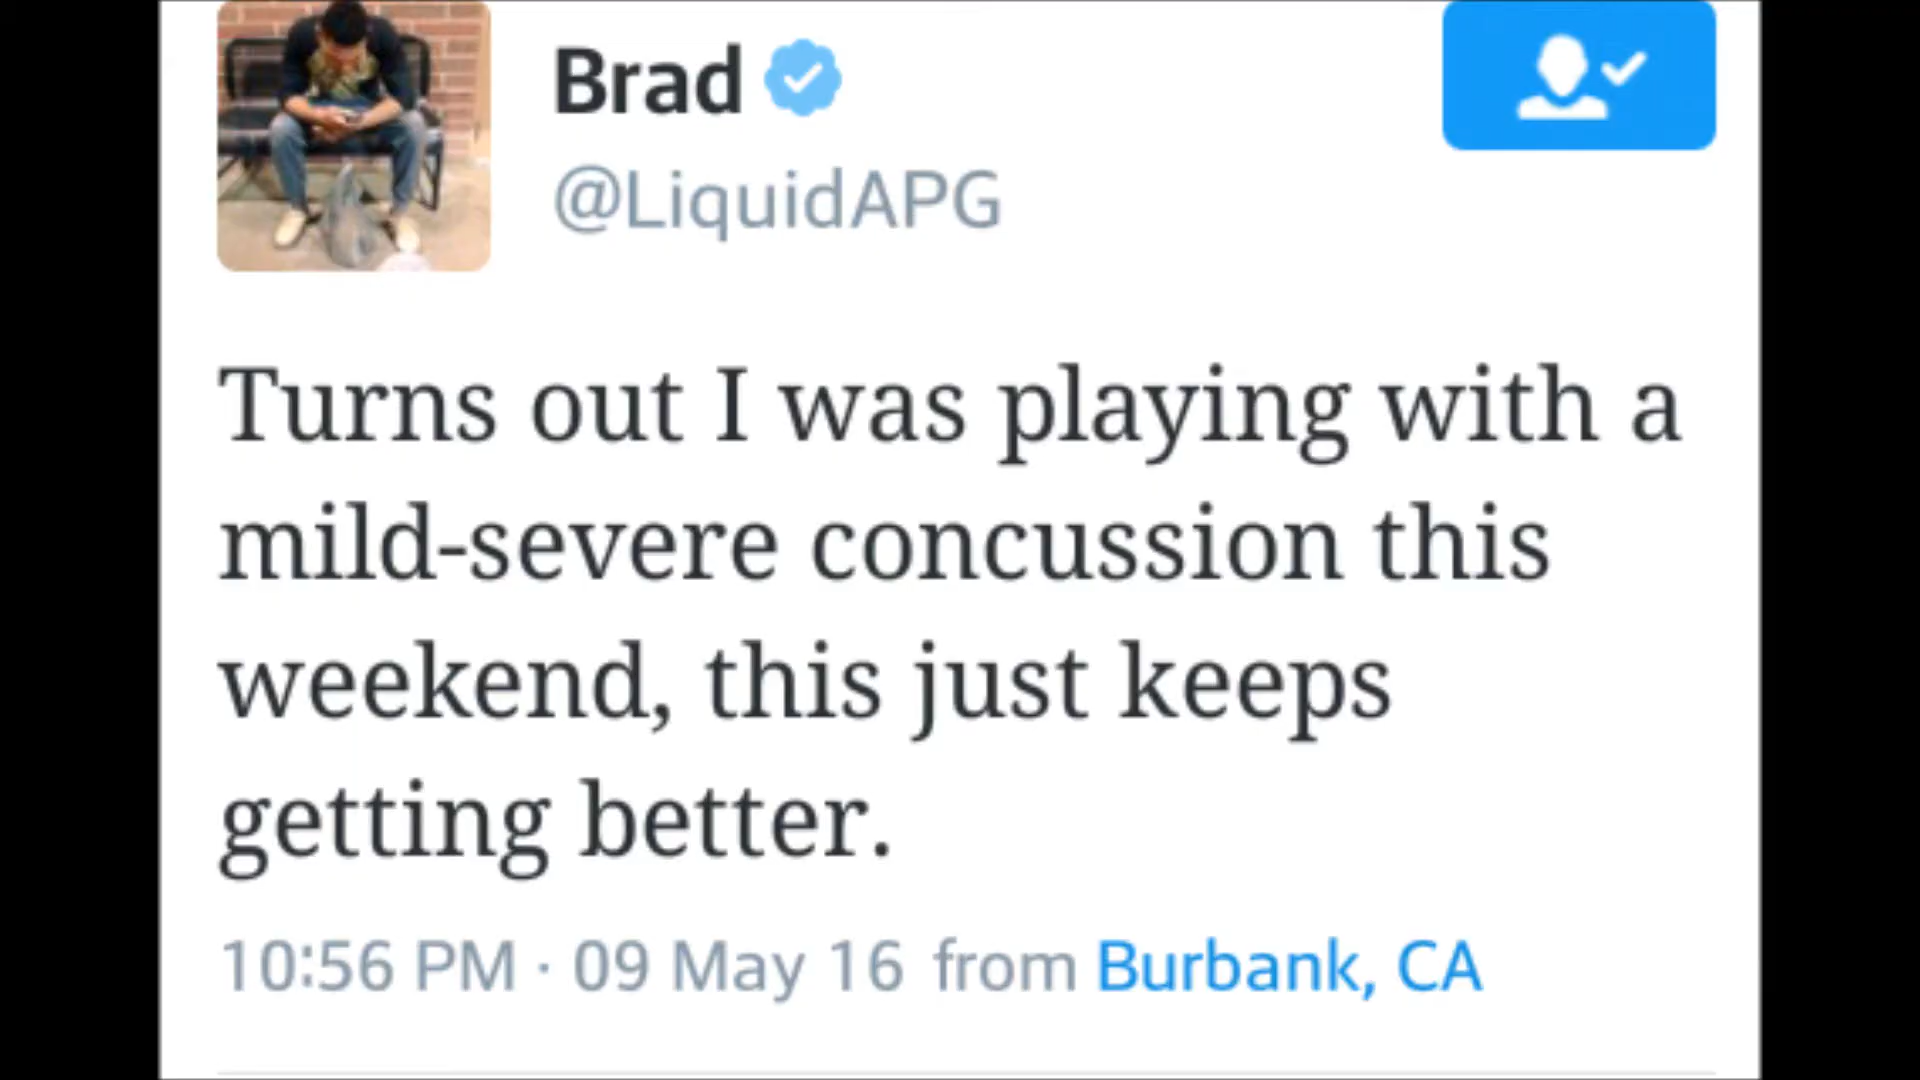 Brad
@LiquidAPG
Turns out I was playing with a
mild-severe concussion this
weekend, this just keeps
getting better.
10:56 PM · 09 May 16 from Burbank, CA